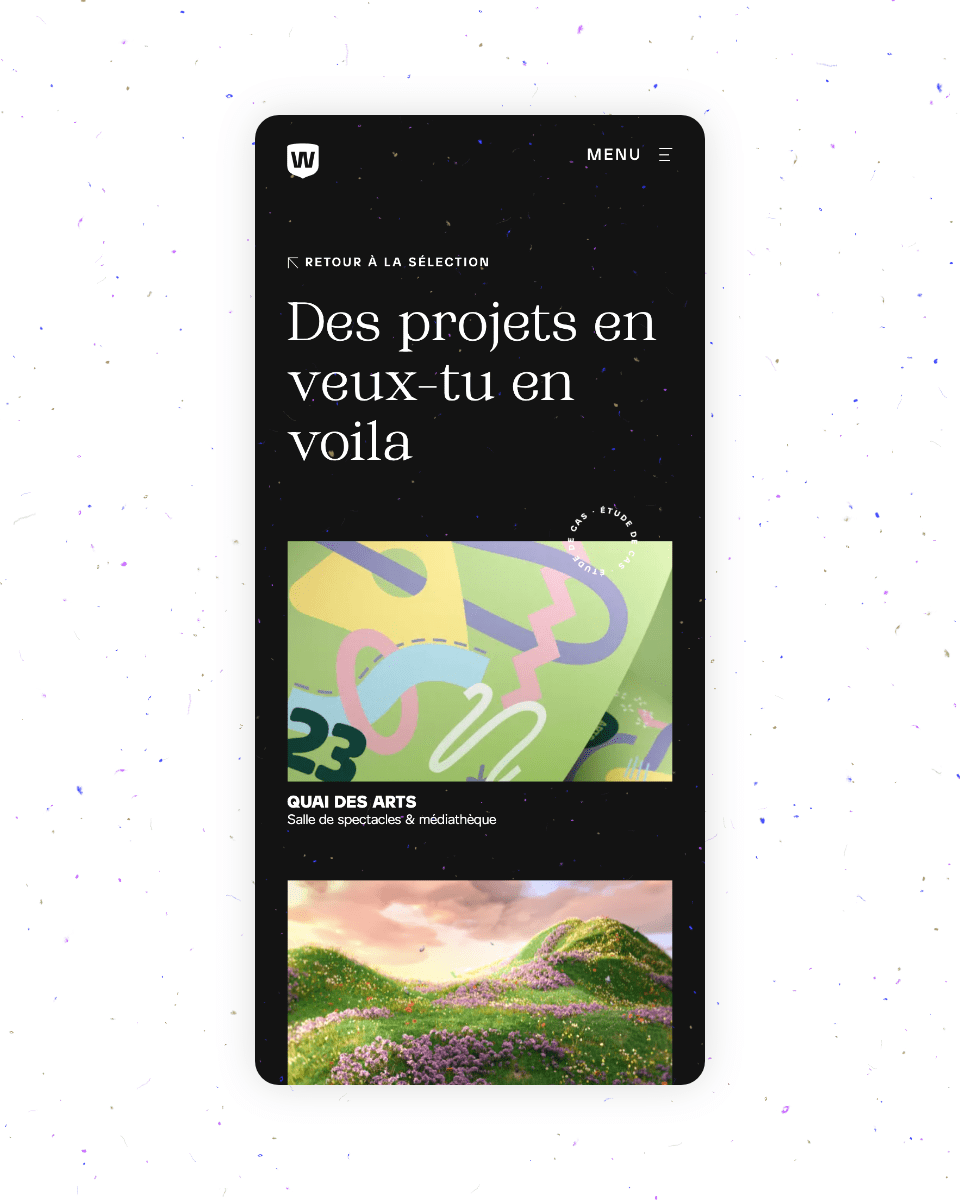 W
MENU
RETOUR À LA SÉLECTION
Des projets en
veux-tu en
voila
ÉTUDE DE CAS · ÉTUDE DE CAS ·
23
QUAI DES ARTS
Salle de spectacles & médiathèque